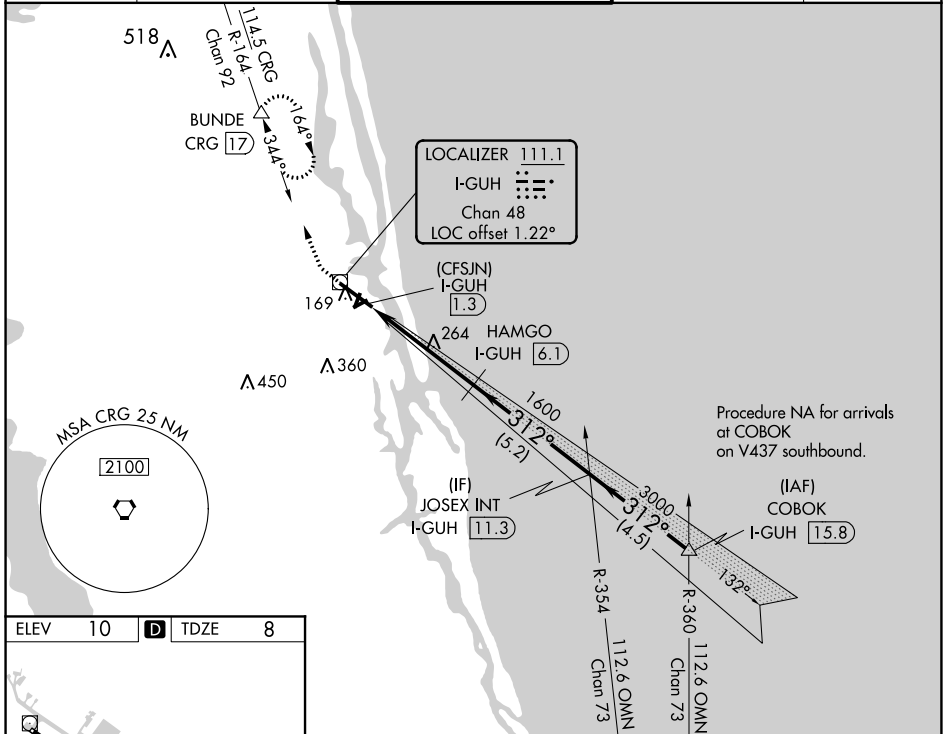 518
114.5 CRG
R-164
Chan 92
BUNDE
CRG 17
164°
344°
LOCALIZER 111.1
I-GUH
Chan 48
LOC offset 1.22°
(CFSJN)
I-GUH
1.3
169
264
HAMGO
I-GUH 6.1
360
450
1600
312°
(5.2)
Procedure NA for arrivals
at COBOK
on V437 southbound.
MSA CRG 25 NM
2100
(IF)
JOSEX INT
I-GUH 11.3
3000
312°
(4.5)
(IAF)
COBOK
I-GUH 15.8
132°
R-354
112.6 OMN
Chan 73
R-360
112.6 OMN
Chan 73
ELEV 10 D TDZE 8